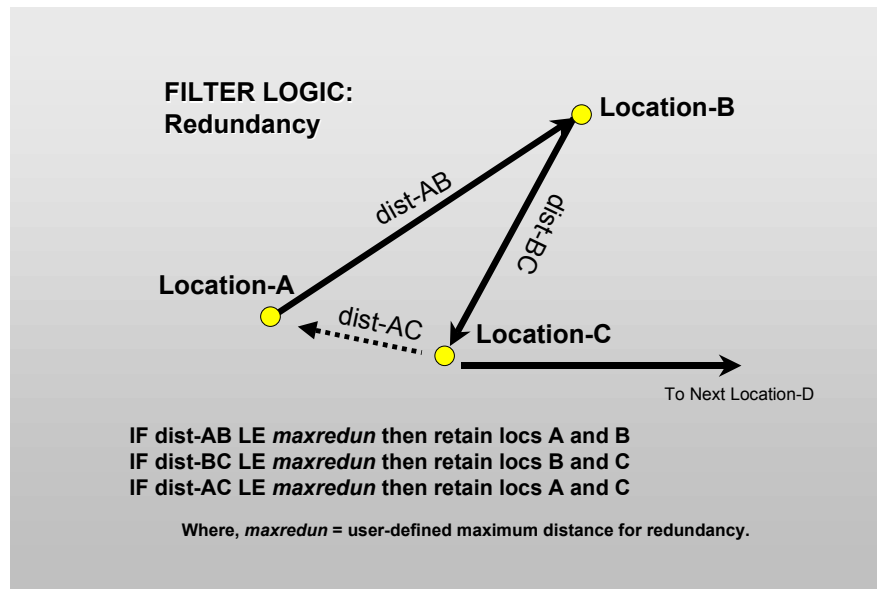 FILTER LOGIC:
Redundancy
Location-B
dist-AB
dist-BC
Location-A
dist-AC
Location-C
To Next Location-D
IF dist-AB LE maxredun then retain locs A and B
IF dist-BC LE maxredun then retain locs B and C
IF dist-AC LE maxredun then retain locs A and C
Where, maxredun = user-defined maximum distance for redundancy.